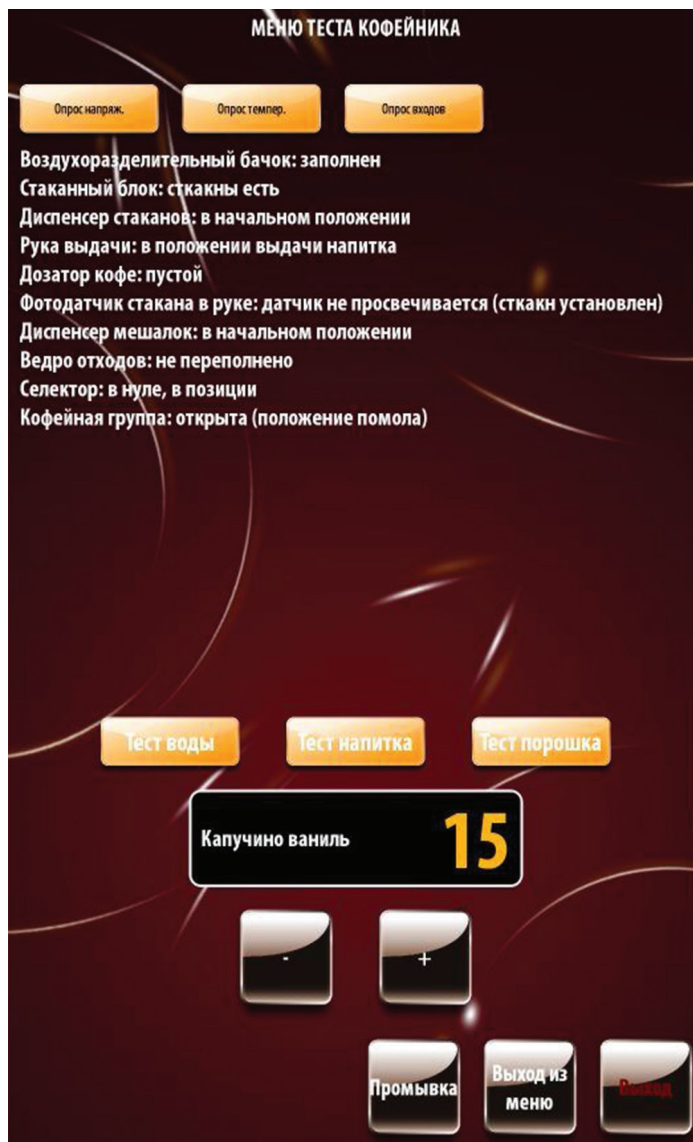 МЕНЮ ТЕСТА КОФЕЙНИКА
Опрос напряж. Опрос темпер. Опрос входов
Воздухоразделительный бачок: заполнен
Стаканный блок: сткакны есть
Диспенсер стаканов: в начальном положении
Рука выдачи: в положении выдачи напитка
Дозатор кофе: пустой
Фотодатчик стакана в руке: датчик не просвечивается (сткакн установлен)
Диспенсер мешалок: в начальном положении
Ведро отходов: не переполнено
Селектор: в нуле, в позиции
Кофейная группа: открыта (положение помола)
Тест воды Тест напитка Тест порошка
Капучино ваниль 15
- +
Промывка Выход из меню Выход